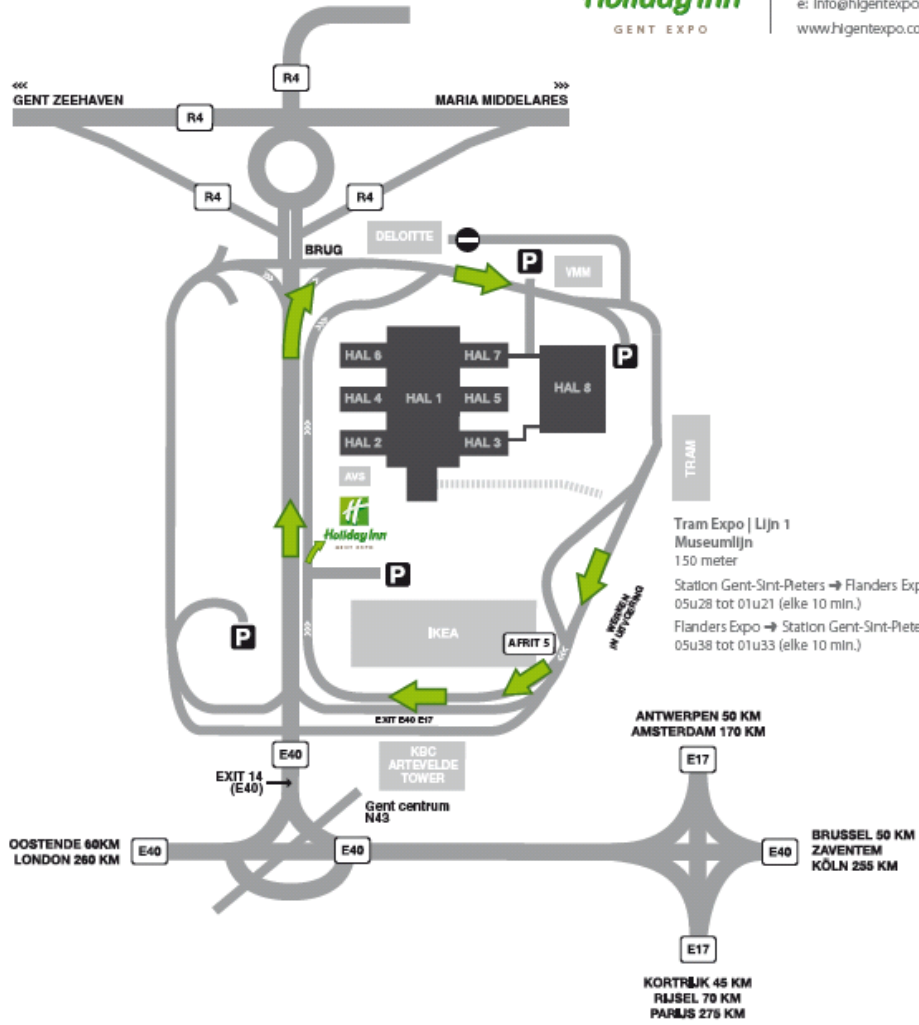 Holiday Inn
GENT EXPO
e: info@higentexpo
www.higentexpo.co
R4
<<<
GENT ZEEHAVEN
>>>
MARIA MIDDELARES
R4
R4
R4
DELOITTE
BRUG
P
VMM
HAL 6
HAL 7
P
HAL 8
HAL 4
HAL 1
HAL 5
HAL 2
HAL 3
TRAM
AVS
H
Holiday Inn
GENT EXPO
Tram Expo | Lijn 1
Museumlijn
150 meter
P
Station Gent-Sint-Pieters ➔ Flanders Exp
05u28 tot 01u21 (elke 10 min.)
WERKEN
IN UITVOERING
IKEA
P
AFRIT 5
Flanders Expo ➔ Station Gent-Sint-Piete
05u38 tot 01u33 (elke 10 min.)
EXIT E40 E17
ANTWERPEN 50 KM
AMSTERDAM 170 KM
E40
KBC
ARTEVELDE
TOWER
E17
EXIT 14
(E40)
Gent centrum
N43
OOSTENDE 60KM
LONDON 260 KM
E40
E40
E40
BRUSSEL 50 KM
ZAVENTEM
KÖLN 255 KM
E17
KORTRIJK 45 KM
RIJSEL 70 KM
PARIJS 275 KM